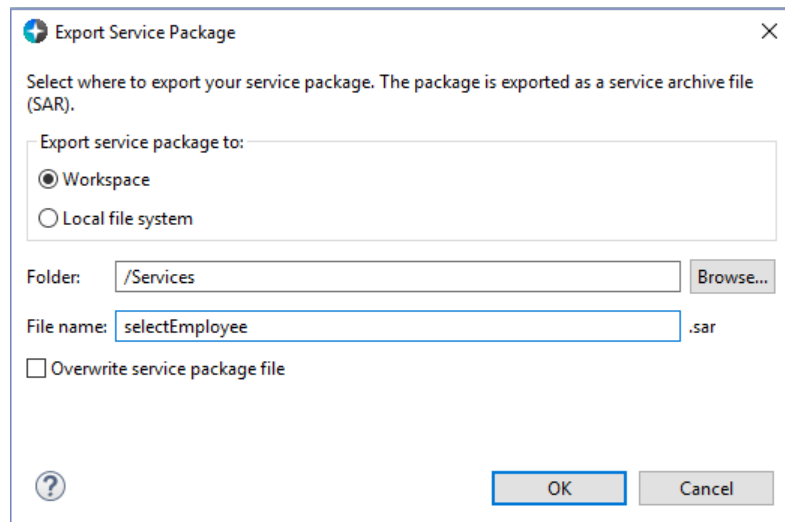 Export Service Package
Select where to export your service package. The package is exported as a service archive file
(SAR).
Export service package to:
Workspace
Local file system
Folder: /Services Browse...
File name: selectEmployee .sar
Overwrite service package file
? OK Cancel